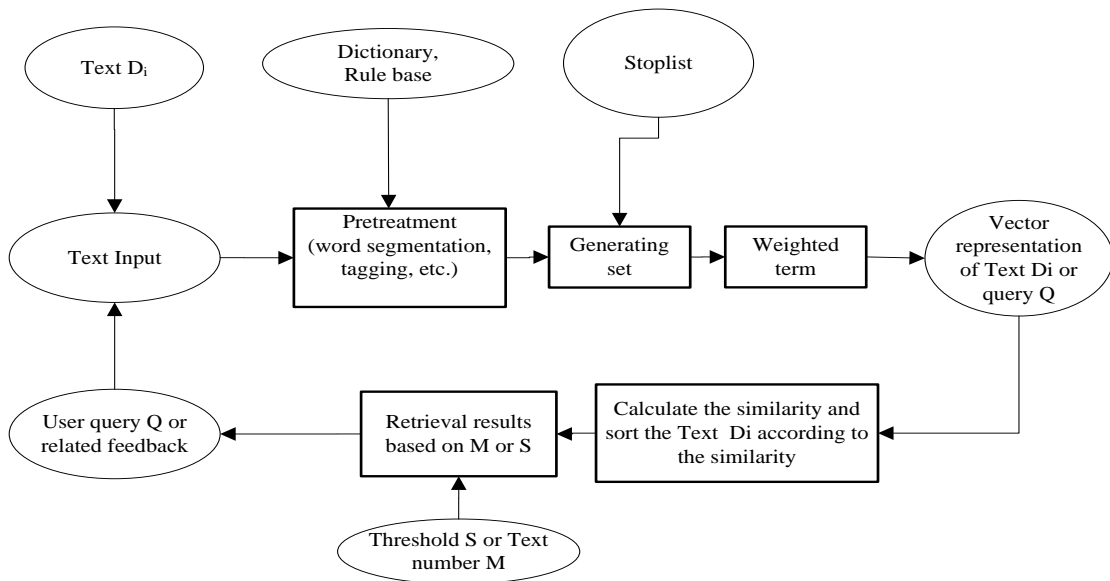 Text Di
Dictionary,
Rule base
Stoplist
Text Input
Pretreatment
(word segmentation,
tagging, etc.)
Generating
set
Weighted
term
Vector
representation
of Text Di or
query Q
User query Q or
related feedback
Retrieval results
based on M or S
Calculate the similarity and
sort the Text Di according to
the similarity
Threshold S or Text
number M